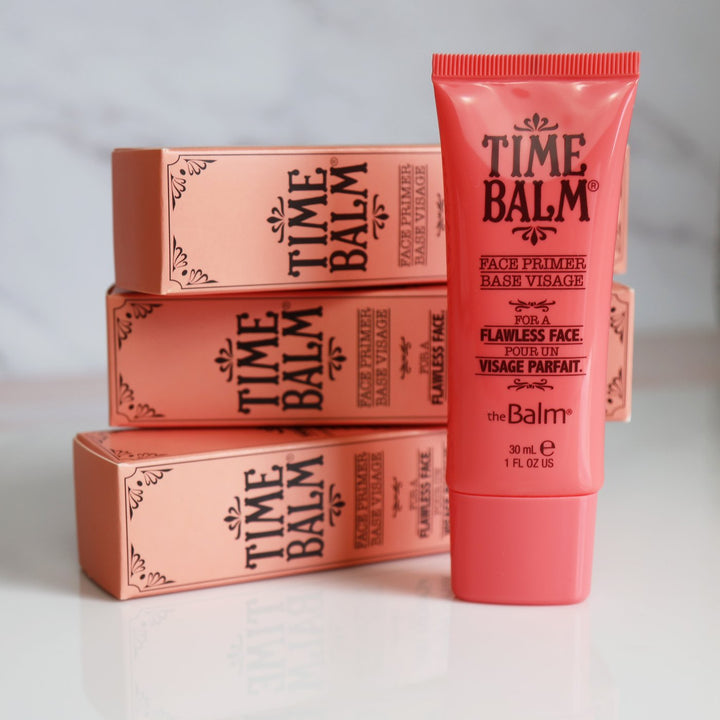 TIME
BALM®
FACE PRIMER
BASE VISAGE
TIME
BALM®
FACE PRIMER
BASE VISAGE
FOR A
FLAWLESS FACE.
TIME
BALM®
FACE PRIMER
BASE VISAGE
FOR A
FLAWLESS FACE
POUR UN
TIME
BALM®
FACE PRIMER
BASE VISAGE
FOR A
FLAWLESS FACE.
POUR UN
VISAGE PARFAIT.
theBalm®
30 mL ℮
1 FL OZ US